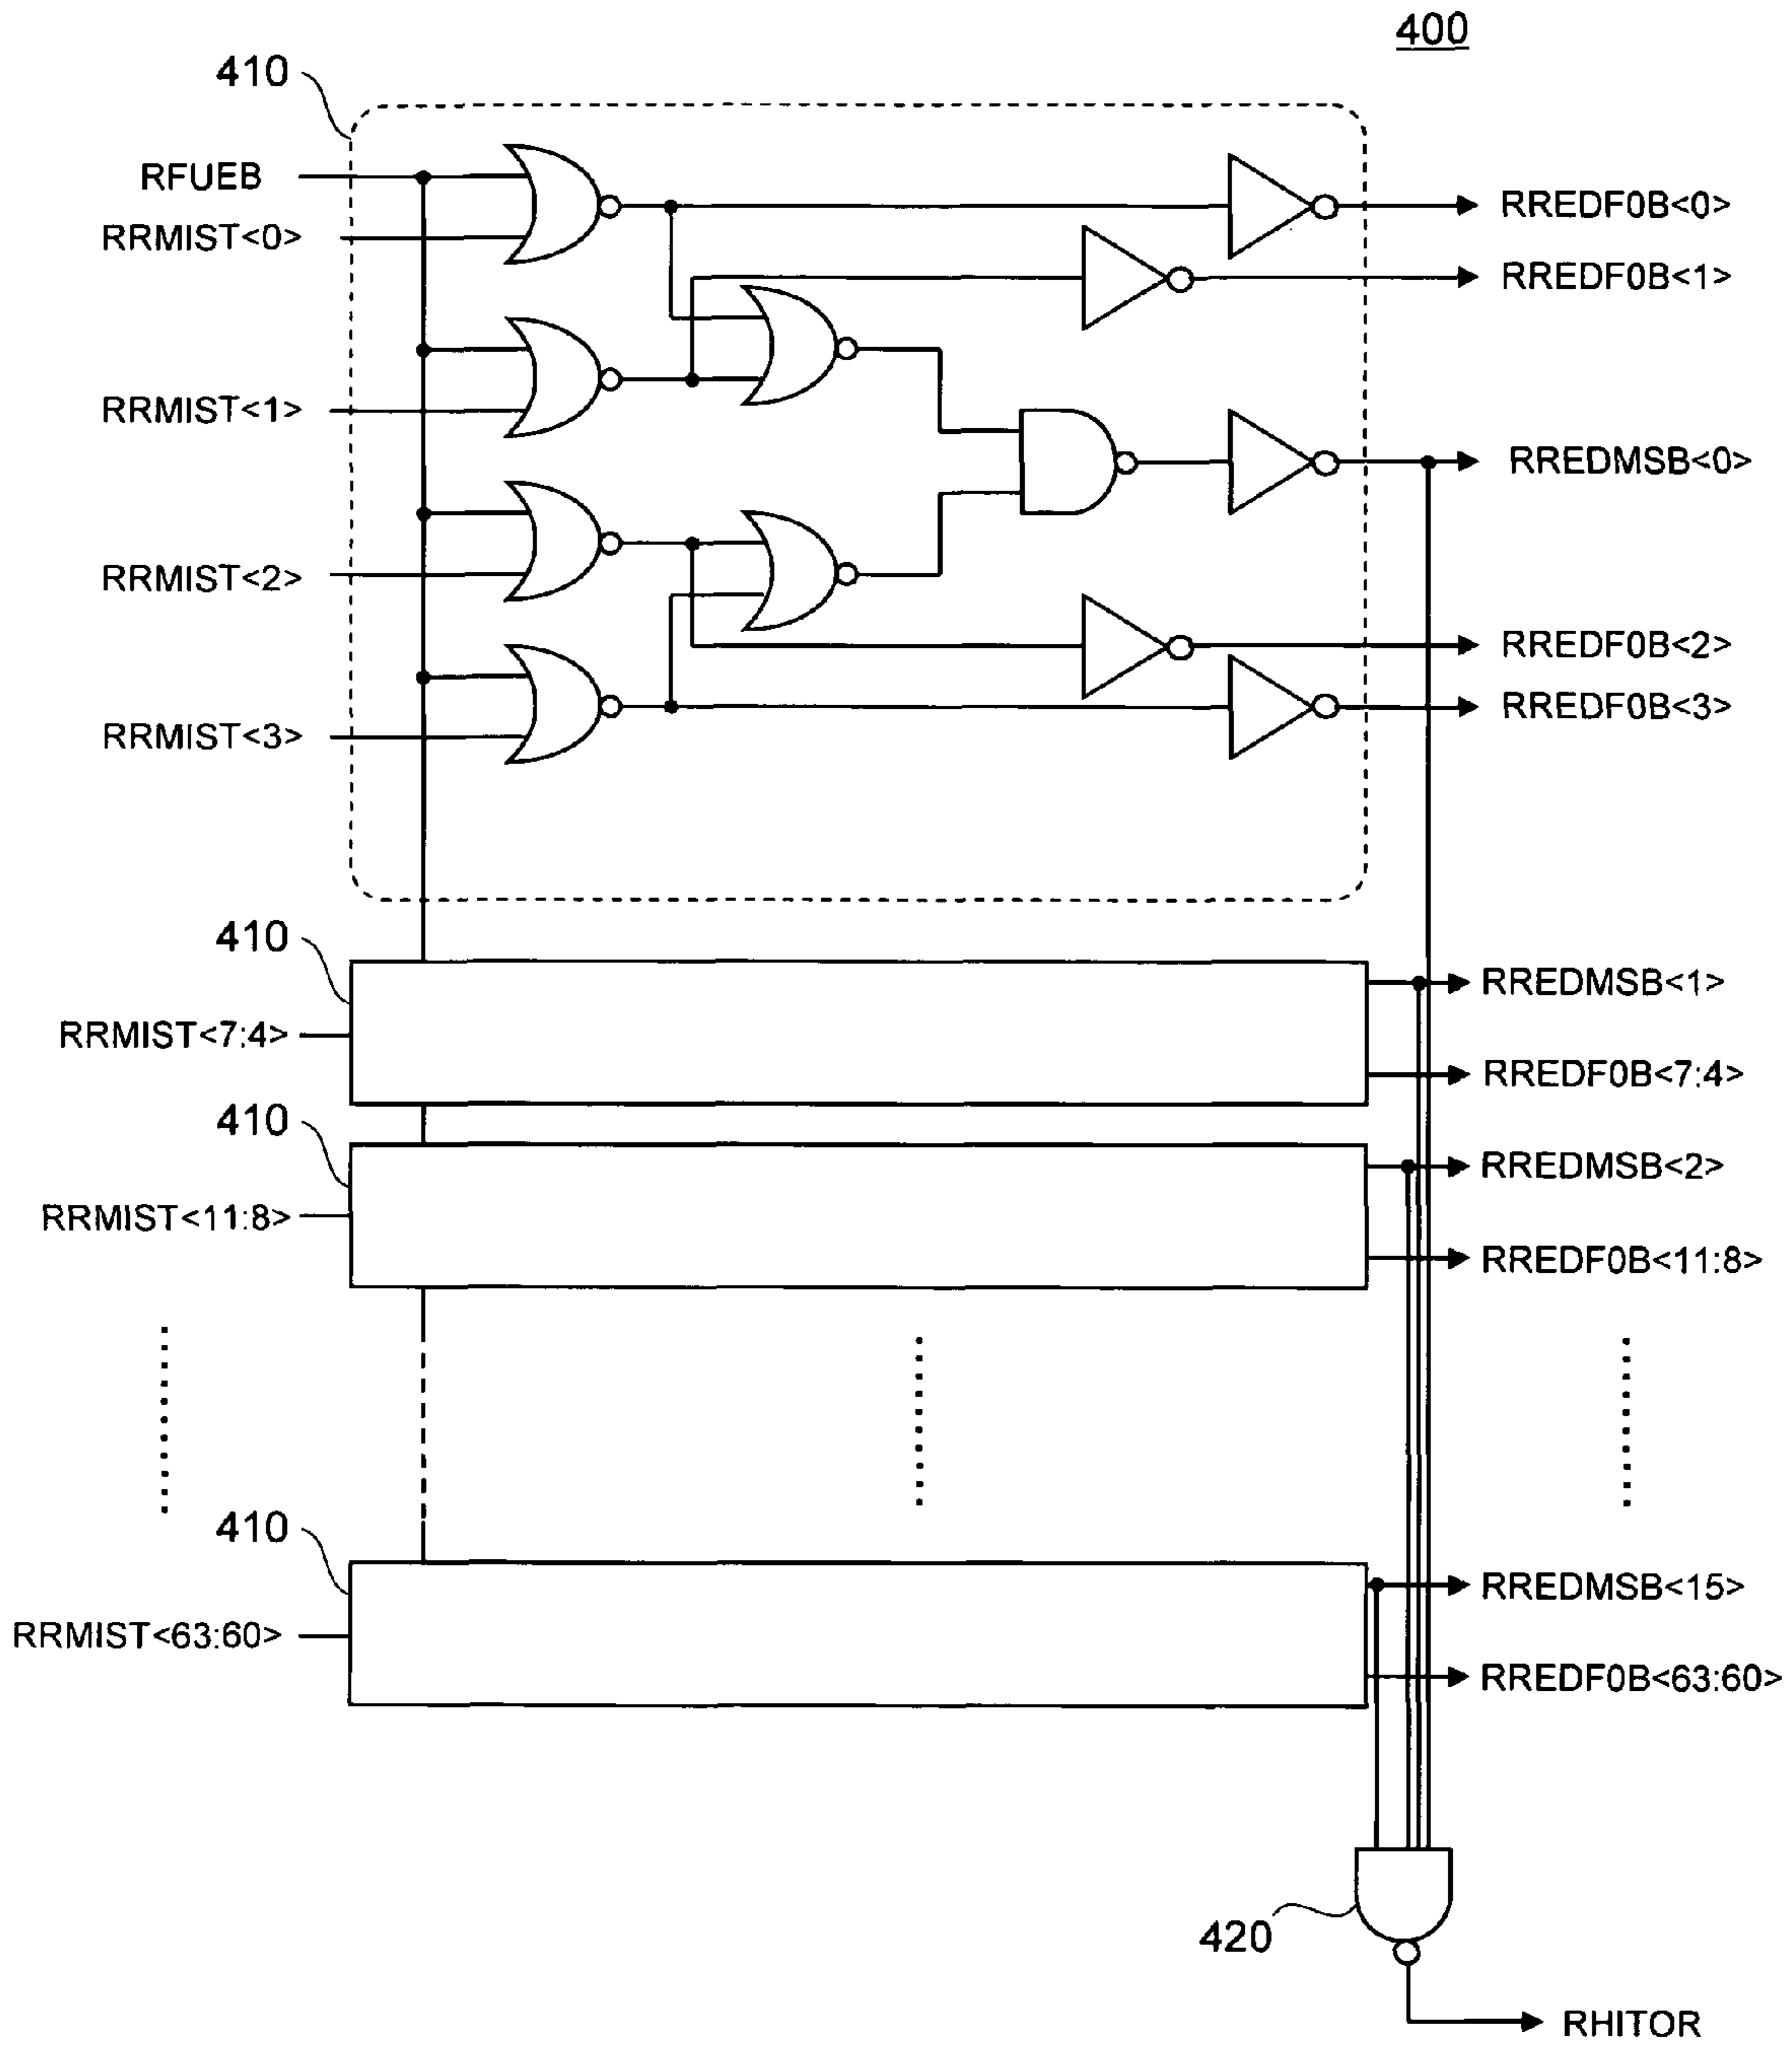 400
410
RFUEB
RREDF0B<0>
RRMIST<0>
RREDF0B<1>
RRMIST<1>
RREDMSB<0>
RRMIST<2>
RREDF0B<2>
RREDF0B<3>
RRMIST<3>
410
RREDMSB<1>
RRMIST<7:4>
RREDF0B<7:4>
410
RREDMSB<2>
RRMIST<11:8>
RREDF0B<11:8>
410
RREDMSB<15>
RRMIST<63:60>
RREDF0B<63:60>
420
RHITOR